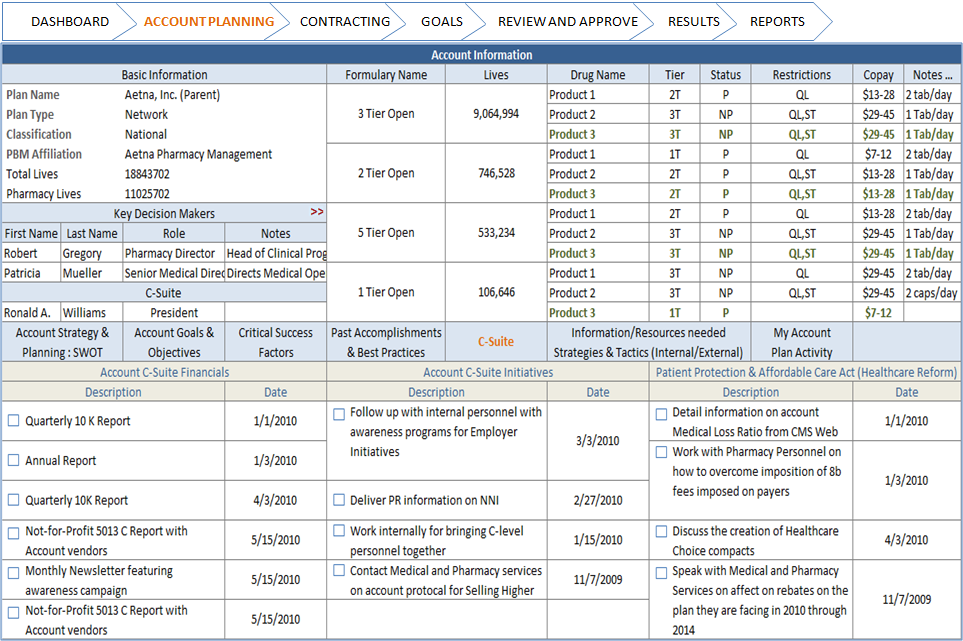 DASHBOARD ACCOUNT PLANNING CONTRACTING GOALS REVIEW AND APPROVE RESULTS REPORTS
Account Information
Basic Information Formulary Name Lives Drug Name Tier Status Restrictions Copay Notes ...
Plan Name Aetna, Inc. (Parent)
Plan Type Network
Classification National
PBM Affiliation Aetna Pharmacy Management
Total Lives 18843702
Pharmacy Lives 11025702
Key Decision Makers >>
First Name Last Name Role Notes
Robert Gregory Pharmacy Director Head of Clinical Prog
Patricia Mueller Senior Medical Direc Directs Medical Ope
C-Suite
Ronald A. Williams President
3 Tier Open 9,064,994
Product 1 2T P QL $13-28 2 tab/day
Product 2 3T NP QL,ST $29-45 1 Tab/day
Product 3 3T NP QL,ST $29-45 1 Tab/day
2 Tier Open 746,528
Product 1 1T P QL $7-12 2 tab/day
Product 2 2T P QL,ST $13-28 1 Tab/day
Product 3 2T P QL,ST $13-28 1 Tab/day
5 Tier Open 533,234
Product 1 2T P QL $13-28 2 tab/day
Product 2 3T NP QL,ST $29-45 1 Tab/day
Product 3 3T NP QL,ST $29-45 1 Tab/day
1 Tier Open 106,646
Product 1 3T NP QL $29-45 2 tab/day
Product 2 3T NP QL,ST $29-45 2 caps/day
Product 3 1T P $7-12
Account Strategy &
Planning : SWOT
Account Goals &
Objectives
Critical Success
Factors
Past Accomplishments
& Best Practices
C-Suite
Information/Resources needed
Strategies & Tactics (Internal/External)
My Account
Plan Activity
Account C-Suite Financials
Description Date
Quarterly 10 K Report 1/1/2010
Annual Report 1/3/2010
Quarterly 10K Report 4/3/2010
Not-for-Profit 5013 C Report with
Account vendors
5/15/2010
Monthly Newsletter featuring
awareness campaign
5/15/2010
Not-for-Profit 5013 C Report with
Account vendors
5/15/2010
Account C-Suite Initiatives
Description Date
Follow up with internal personnel with
awareness programs for Employer
Initiatives
3/3/2010
Deliver PR information on NNI 2/27/2010
Work internally for bringing C-level
personnel together
1/15/2010
Contact Medical and Pharmacy services
on account protocal for Selling Higher
11/7/2009
Patient Protection & Affordable Care Act (Healthcare Reform)
Description Date
Detail information on account
Medical Loss Ratio from CMS Web
1/1/2010
Work with Pharmacy Personnel on
how to overcome imposition of 8b
fees imposed on payers
1/3/2010
Discuss the creation of Healthcare
Choice compacts
4/3/2010
Speak with Medical and Pharmacy
Services on affect on rebates on the
plan they are facing in 2010 through
2014
11/7/2009